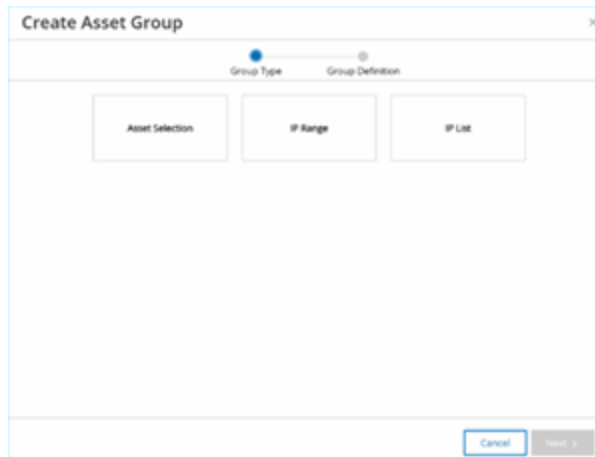 Create Asset Group
Group Type
Group Definition
Asset Selection
IP Range
IP List
Cancel
Next >